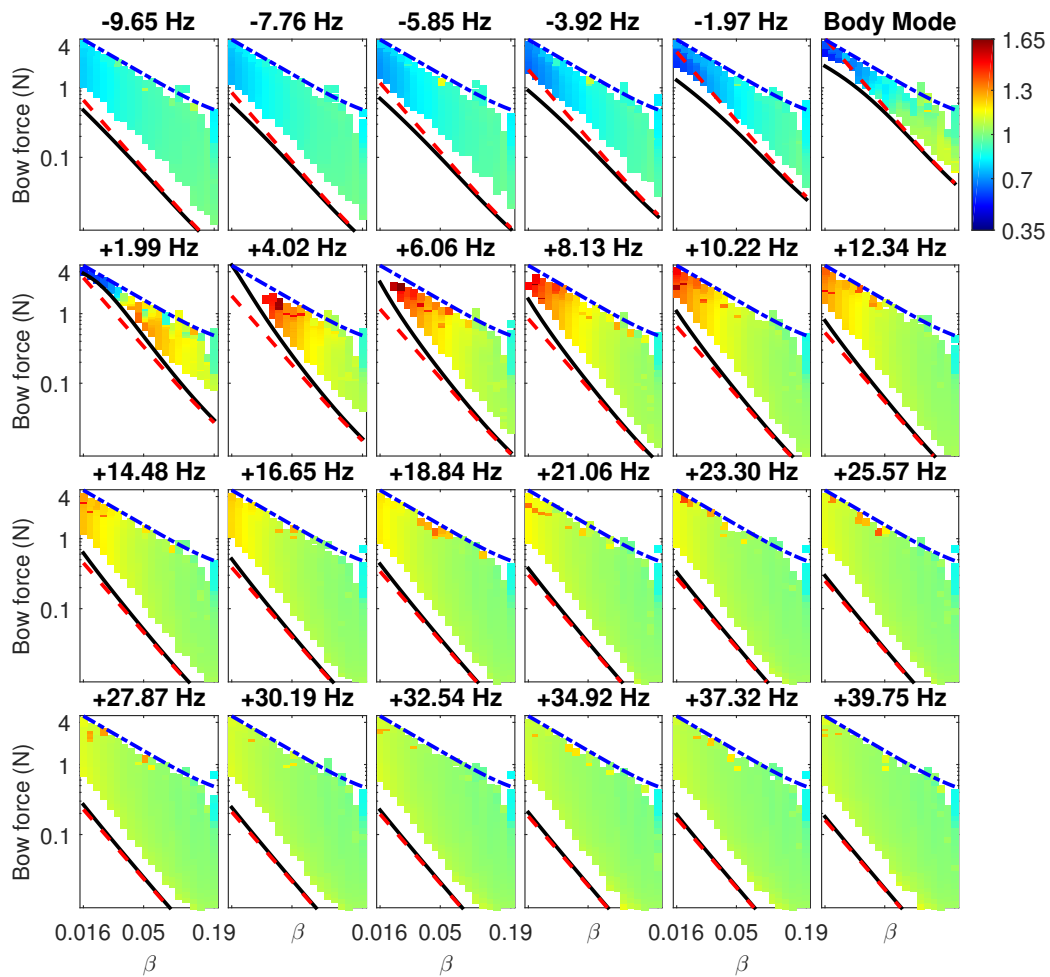 -9.65 Hz -7.76 Hz -5.85 Hz -3.92 Hz -1.97 Hz Body Mode
Bow force (N)
4
1
0.1
1.65
1.3
1
0.7
0.35
+1.99 Hz +4.02 Hz +6.06 Hz +8.13 Hz +10.22 Hz +12.34 Hz
Bow force (N)
4
1
0.1
+14.48 Hz +16.65 Hz +18.84 Hz +21.06 Hz +23.30 Hz +25.57 Hz
Bow force (N)
4
1
0.1
+27.87 Hz +30.19 Hz +32.54 Hz +34.92 Hz +37.32 Hz +39.75 Hz
Bow force (N)
4
1
0.1
0.016 0.05 0.19 β 0.016 0.05 0.19 β 0.016 0.05 0.19 β
β β β